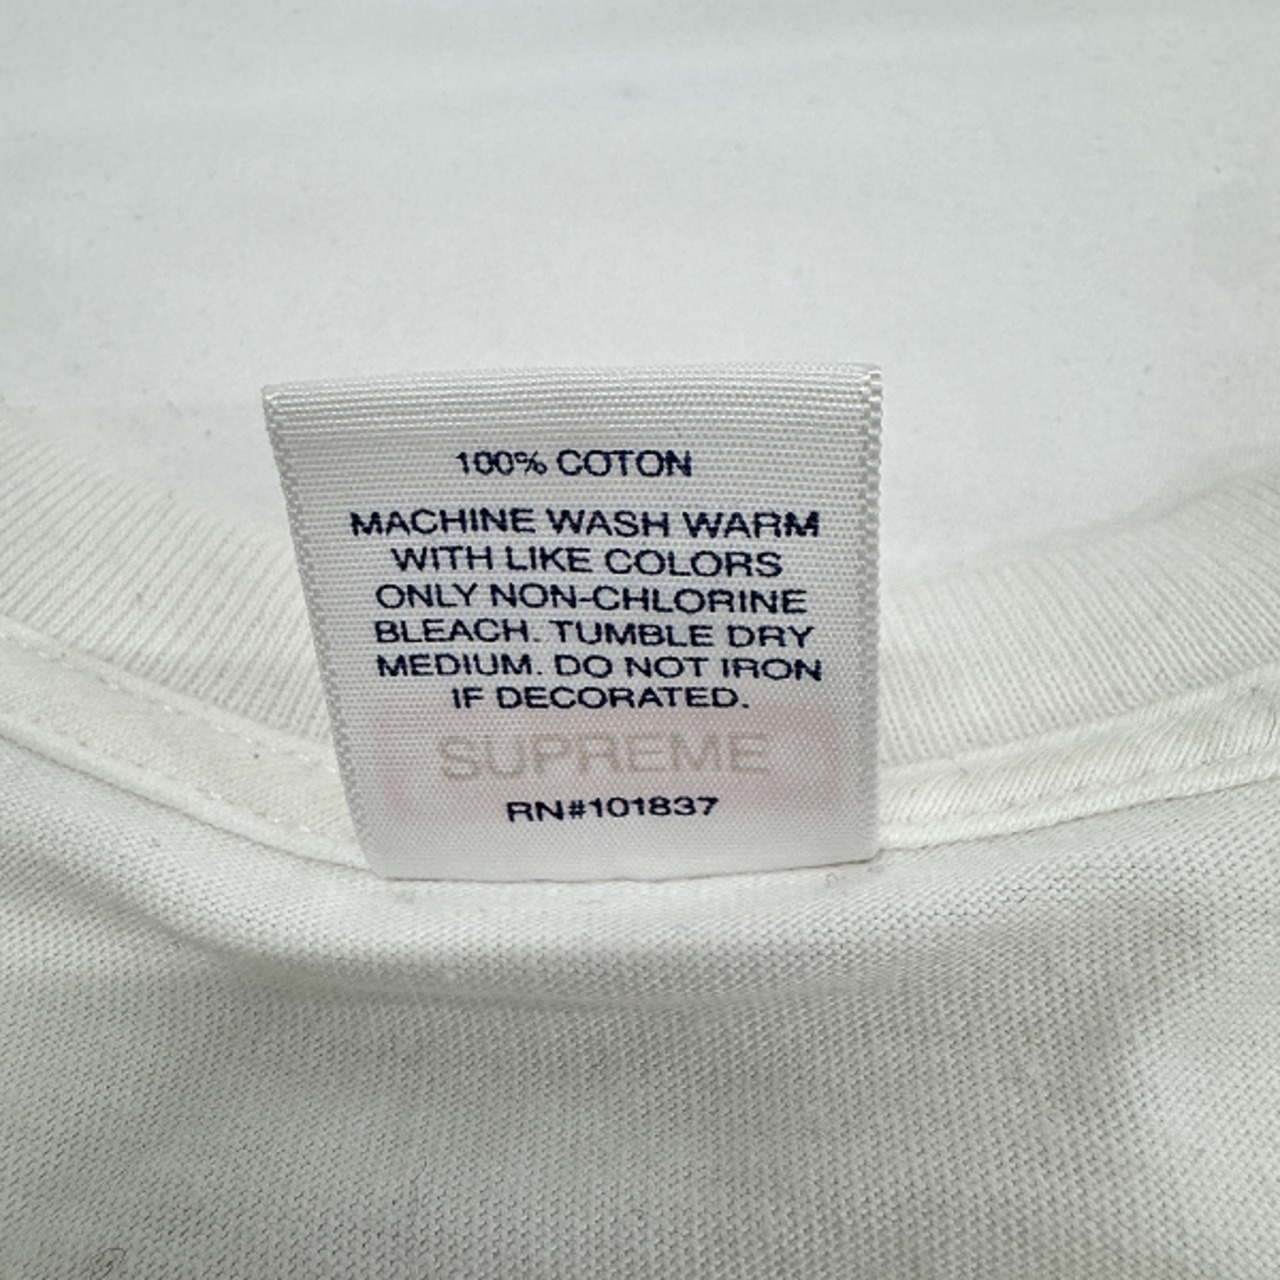 100% COTON
MACHINE WASH WARM
WITH LIKE COLORS
ONLY NON-CHLORINE
BLEACH. TUMBLE DRY
MEDIUM. DO NOT IRON
IF DECORATED.
SUPREME
RN#101837